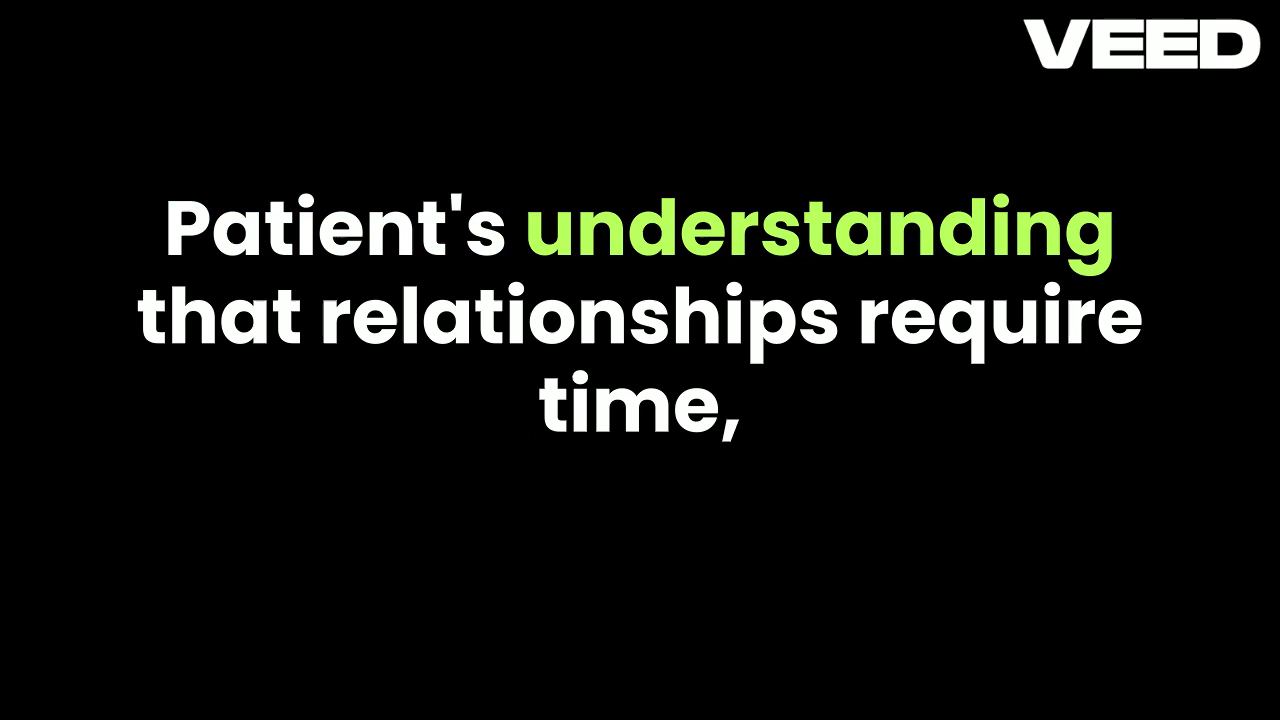 VEED
Patient's understanding
that relationships require
time,